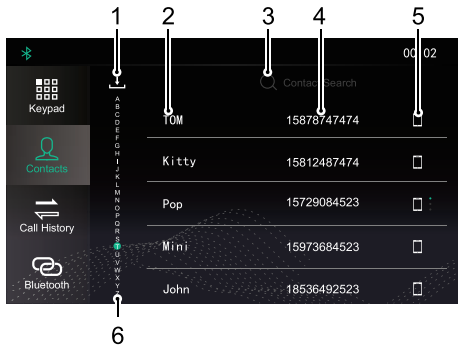 1 2 3 4 5
00 02
Contact Search
Keypad
Contacts
Call History
Bluetooth
A
B
C
D
E
F
G
H
I
J
K
L
M
N
O
P
Q
R
S
T
U
V
W
X
Y
Z
TOM 15878747474
Kitty 15812487474
Pop 15729084523
Mini 15973684523
John 18536492523
6